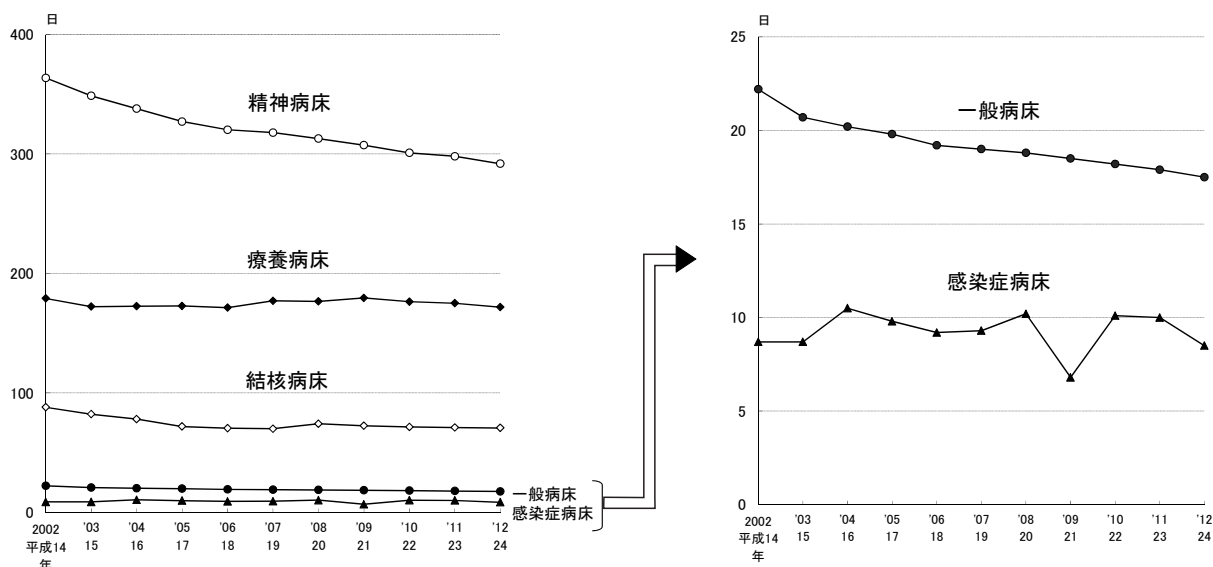 日
400
300
200
100
0
精神病床
療養病床
結核病床
一般病床
感染症病床
2002 '03 '04 '05 '06 '07 '08 '09 '10 '11 '12
平成14 15 16 17 18 19 20 21 22 23 24
年
日
25
20
15
10
5
0
一般病床
感染症病床
2002 '03 '04 '05 '06 '07 '08 '09 '10 '11 '12
平成14 15 16 17 18 19 20 21 22 23 24
年